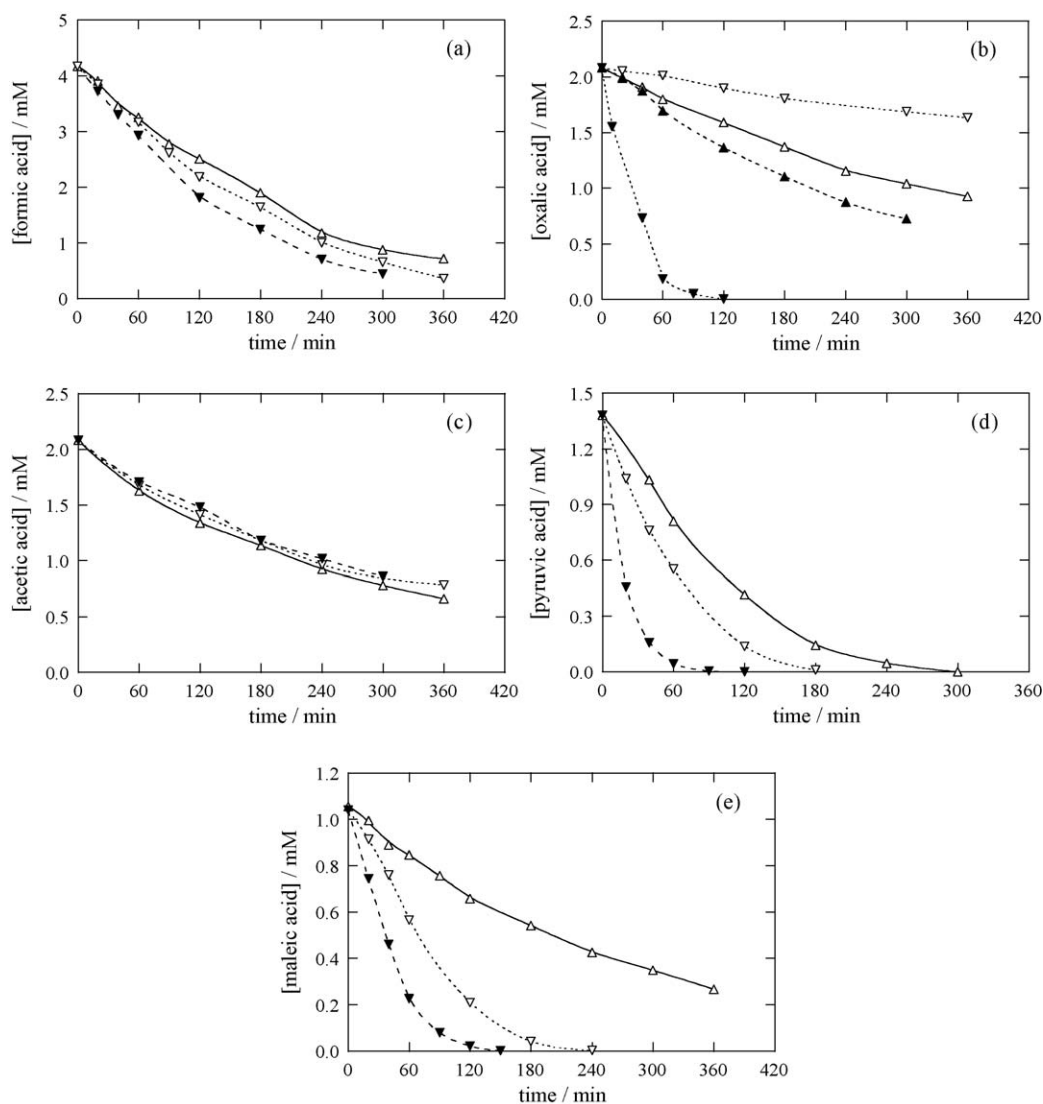 (a)
[formic acid] / mM
5
4
3
2
1
0
0 60 120 180 240 300 360 420
time / min
(b)
[oxalic acid] / mM
2.5
2.0
1.5
1.0
0.5
0.0
0 60 120 180 240 300 360 420
time / min
(c)
[acetic acid] / mM
2.5
2.0
1.5
1.0
0.5
0.0
0 60 120 180 240 300 360 420
time / min
(d)
[pyruvic acid] / mM
1.5
1.2
0.9
0.6
0.3
0.0
0 60 120 180 240 300 360
time / min
(e)
[maleic acid] / mM
1.2
1.0
0.8
0.6
0.4
0.2
0.0
0 60 120 180 240 300 360 420
time / min